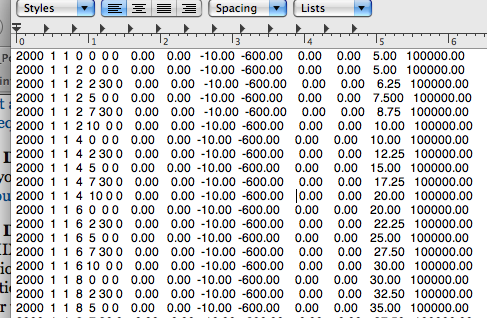 Styles Spacing Lists
0 1 2 3 4 5 6
2000 1 1 0 0 0 0 0.00 0.00 -10.00 -600.00 0.00 0.00 5.00 100000.00
2000 1 1 2 0 0 0 0.00 0.00 -10.00 -600.00 0.00 0.00 5.00 100000.00
2000 1 1 2 2 30 0 0.00 0.00 -10.00 -600.00 0.00 0.00 6.25 100000.00
2000 1 1 2 5 0 0 0.00 0.00 -10.00 -600.00 0.00 0.00 7.500 100000.00
2000 1 1 2 7 30 0 0.00 0.00 -10.00 -600.00 0.00 0.00 8.75 100000.00
2000 1 1 2 10 0 0 0.00 0.00 -10.00 -600.00 0.00 0.00 10.00 100000.00
2000 1 1 4 0 0 0 0.00 0.00 -10.00 -600.00 0.00 0.00 10.00 100000.00
2000 1 1 4 2 30 0 0.00 0.00 -10.00 -600.00 0.00 0.00 12.25 100000.00
2000 1 1 4 5 0 0 0.00 0.00 -10.00 -600.00 0.00 0.00 15.00 100000.00
2000 1 1 4 7 30 0 0.00 0.00 -10.00 -600.00 0.00 0.00 17.25 100000.00
2000 1 1 4 10 0 0 0.00 0.00 -10.00 -600.00 0.00 0.00 20.00 100000.00
2000 1 1 6 0 0 0 0.00 0.00 -10.00 -600.00 0.00 0.00 20.00 100000.00
2000 1 1 6 2 30 0 0.00 0.00 -10.00 -600.00 0.00 0.00 22.25 100000.00
2000 1 1 6 5 0 0 0.00 0.00 -10.00 -600.00 0.00 0.00 25.00 100000.00
2000 1 1 6 7 30 0 0.00 0.00 -10.00 -600.00 0.00 0.00 27.50 100000.00
2000 1 1 6 10 0 0 0.00 0.00 -10.00 -600.00 0.00 0.00 30.00 100000.00
2000 1 1 8 0 0 0 0.00 0.00 -10.00 -600.00 0.00 0.00 30.00 100000.00
2000 1 1 8 2 30 0 0.00 0.00 -10.00 -600.00 0.00 0.00 32.50 100000.00
2000 1 1 8 5 0 0 0.00 0.00 -10.00 -600.00 0.00 0.00 35.00 100000.00